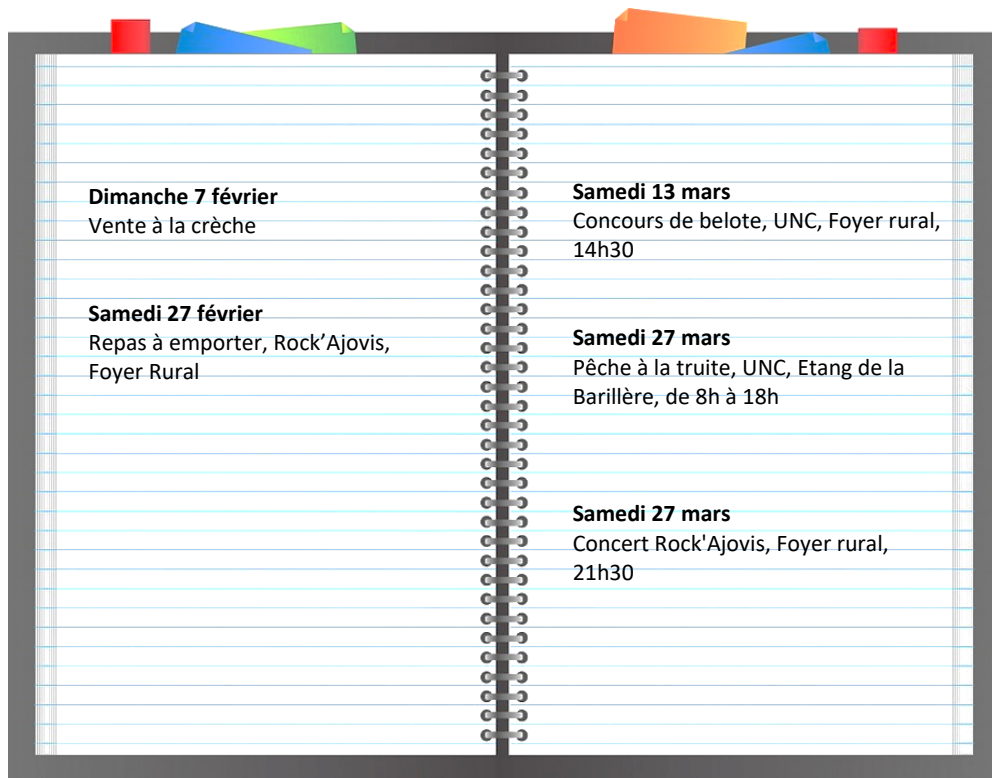 Dimanche 7 février
Vente à la crèche
Samedi 27 février
Repas à emporter, Rock’Ajovis,
Foyer Rural
Samedi 13 mars
Concours de belote, UNC, Foyer rural,
14h30
Samedi 27 mars
Pêche à la truite, UNC, Etang de la
Barillère, de 8h à 18h
Samedi 27 mars
Concert Rock'Ajovis, Foyer rural,
21h30